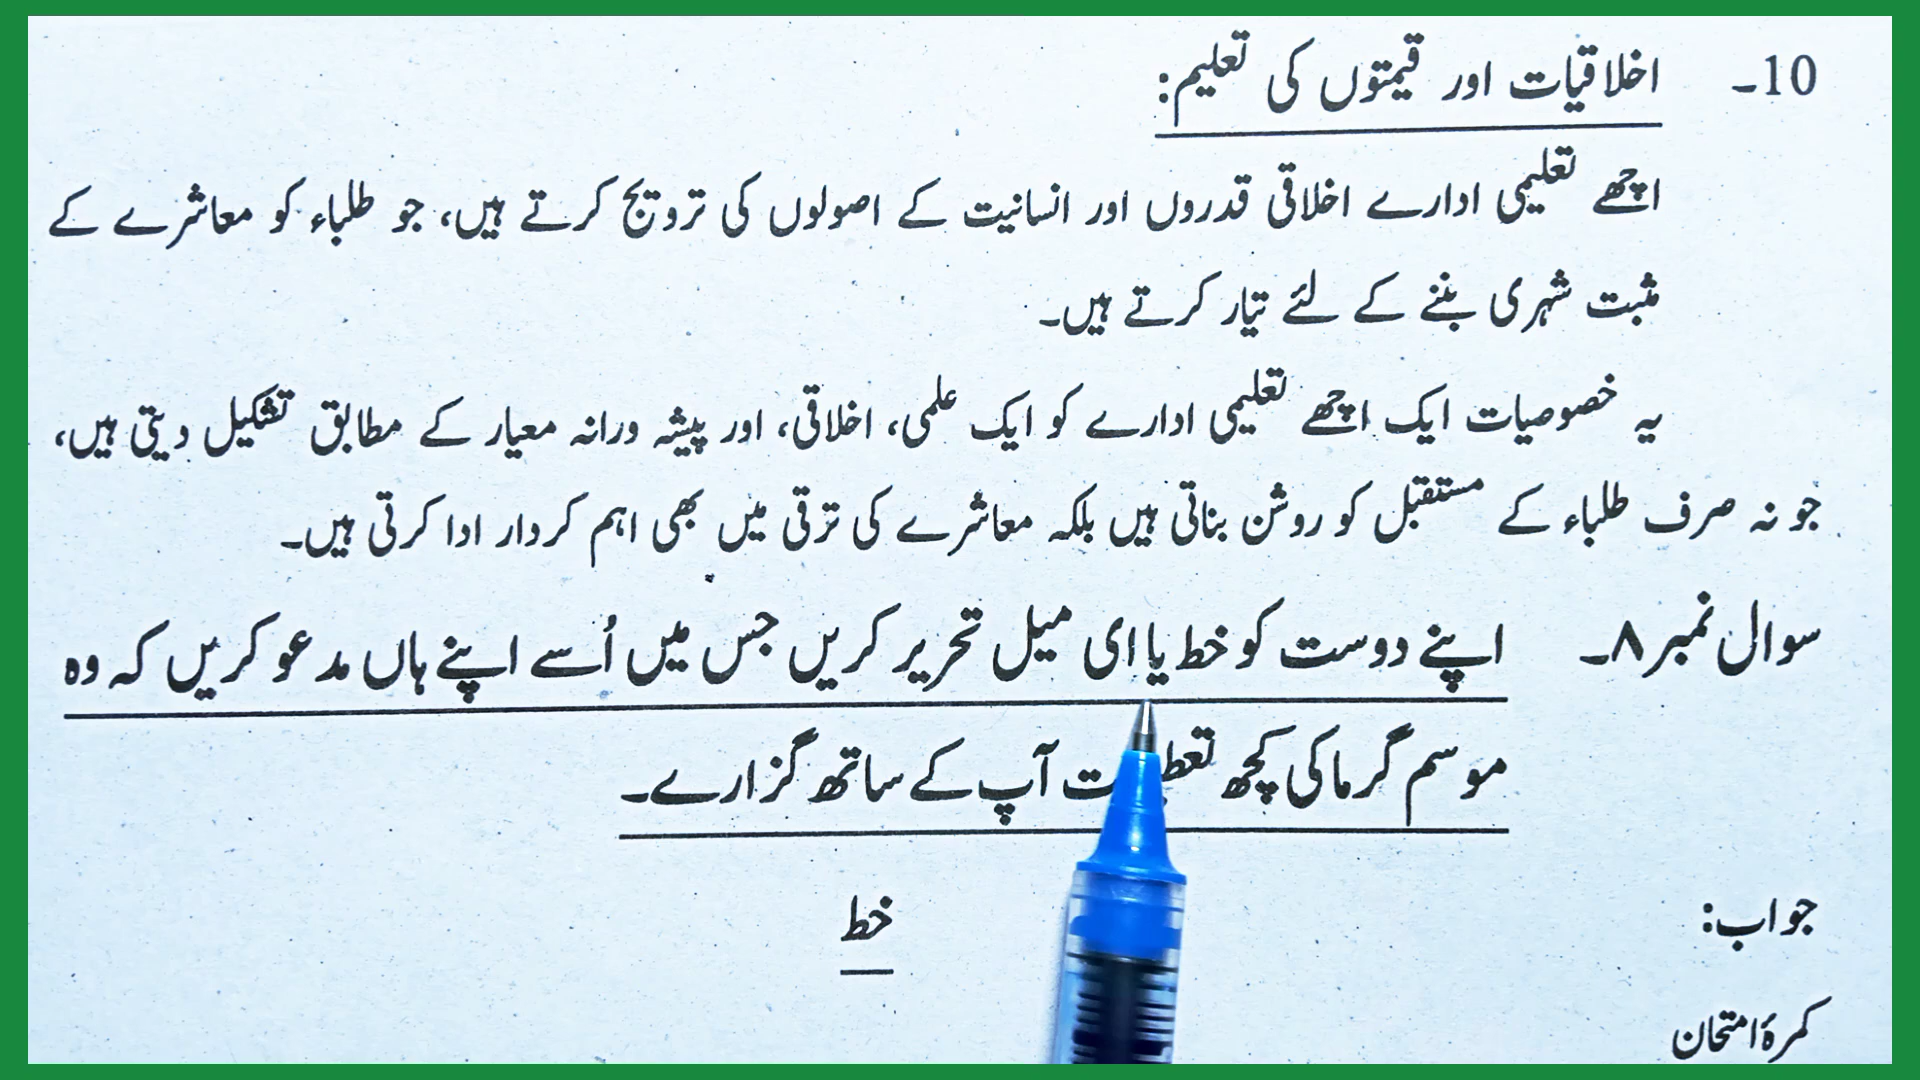 10۔ اخلاقیات اور قیمتوں کی تعلیم:
اچھے تعلیمی ادارے اخلاقی قدروں اور انسانیت کے اصولوں کی ترویج کرتے ہیں، جو طلباء کو معاشرے کے
مثبت شہری بننے کے لئے تیار کرتے ہیں۔
یہ خصوصیات ایک اچھے تعلیمی ادارے کو ایک علمی، اخلاقی، اور پیشہ ورانہ معیار کے مطابق تشکیل دیتی ہیں،
جو نہ صرف طلباء کے مستقبل کو روشن بناتی ہیں بلکہ معاشرے کی ترقی میں بھی اہم کردار ادا کرتی ہیں۔
سوال نمبر ۸۔ اپنے دوست کو خط یا ای میل تحریر کریں جس میں اُسے اپنے ہاں مدعو کریں کہ وہ
موسم گرما کی کچھ آپ کے ساتھ گزارے۔
جواب: خط
کمرۂ امتحان